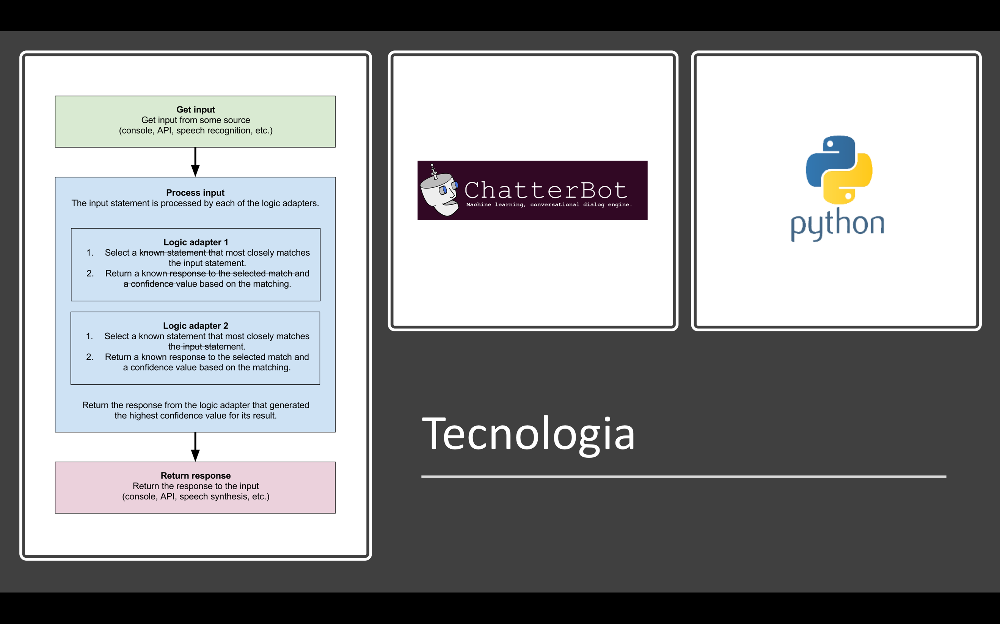 Get input
Get input from some source
(console, API, speech recognition, etc.)
Process input
The input statement is processed by each of the logic adapters.
Logic adapter 1
1. Select a known statement that most closely matches
the input statement.
2. Return a known response to the selected match and
a confidence value based on the matching.
Logic adapter 2
1. Select a known statement that most closely matches
the input statement.
2. Return a known response to the selected match and
a confidence value based on the matching.
Return the response from the logic adapter that generated
the highest confidence value for its result.
Return response
Return the response to the input
(console, API, speech synthesis, etc.)
ChatterBot
Machine learning, conversational dialog engine.
python
Tecnologia